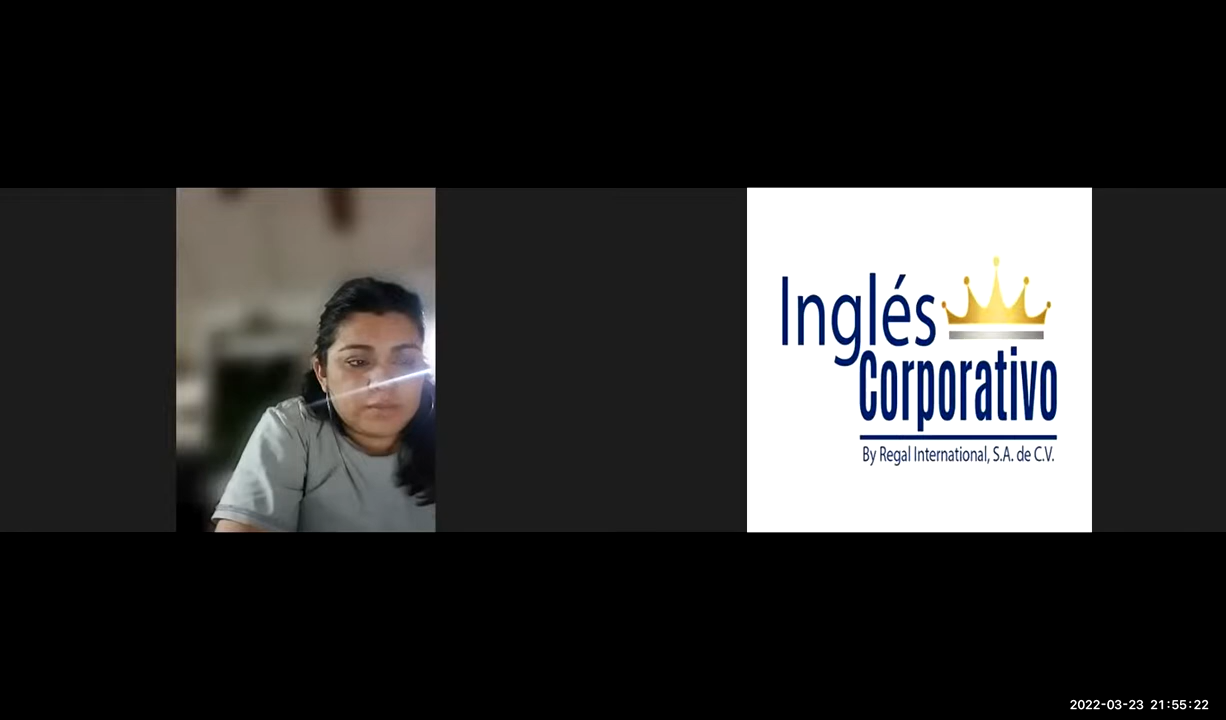 Inglés
Corporativo
By Regal International, S.A. de C.V.
2022-03-23 21:55:22